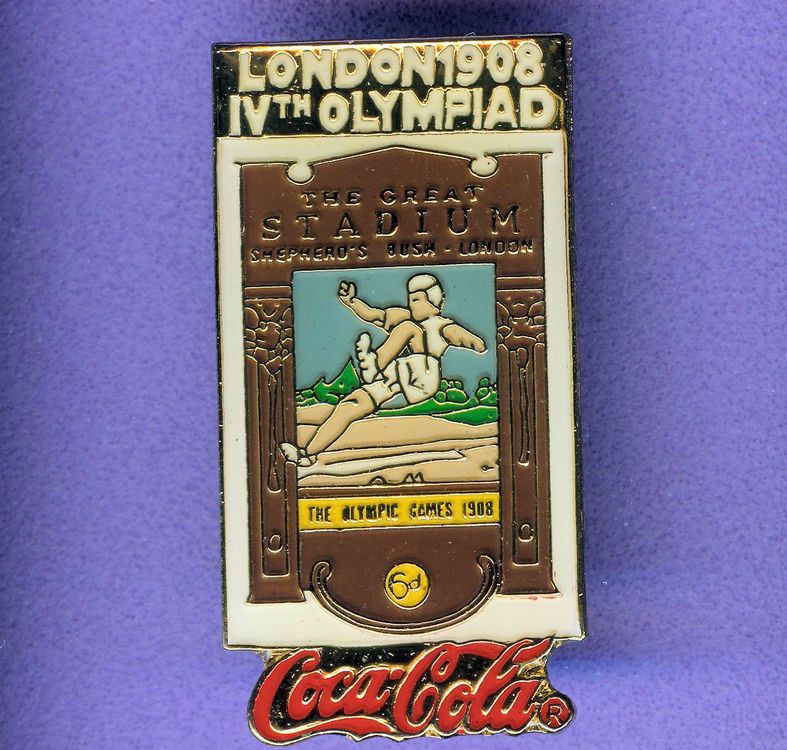 LONDON 1908
IVTH OLYMPIAD
THE GREAT
STADIUM
SHEPHERD'S BUSH - LONDON
THE OLYMPIC GAMES 1908
6d
Coca-Cola ®